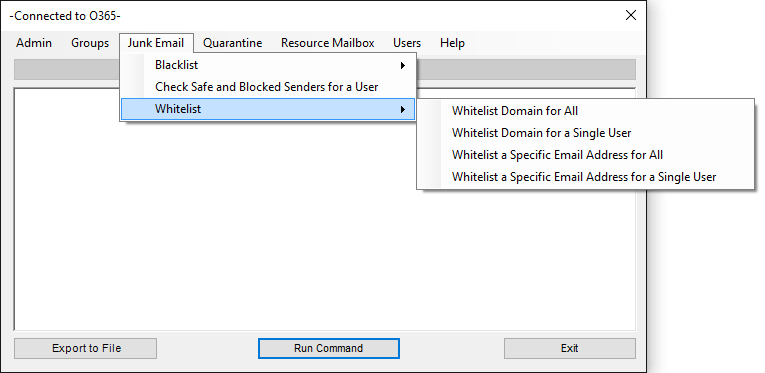 -Connected to O365-
Admin Groups Junk Email Quarantine Resource Mailbox Users Help
Blacklist
Check Safe and Blocked Senders for a User
Whitelist
Whitelist Domain for All
Whitelist Domain for a Single User
Whitelist a Specific Email Address for All
Whitelist a Specific Email Address for a Single User
Export to File Run Command Exit